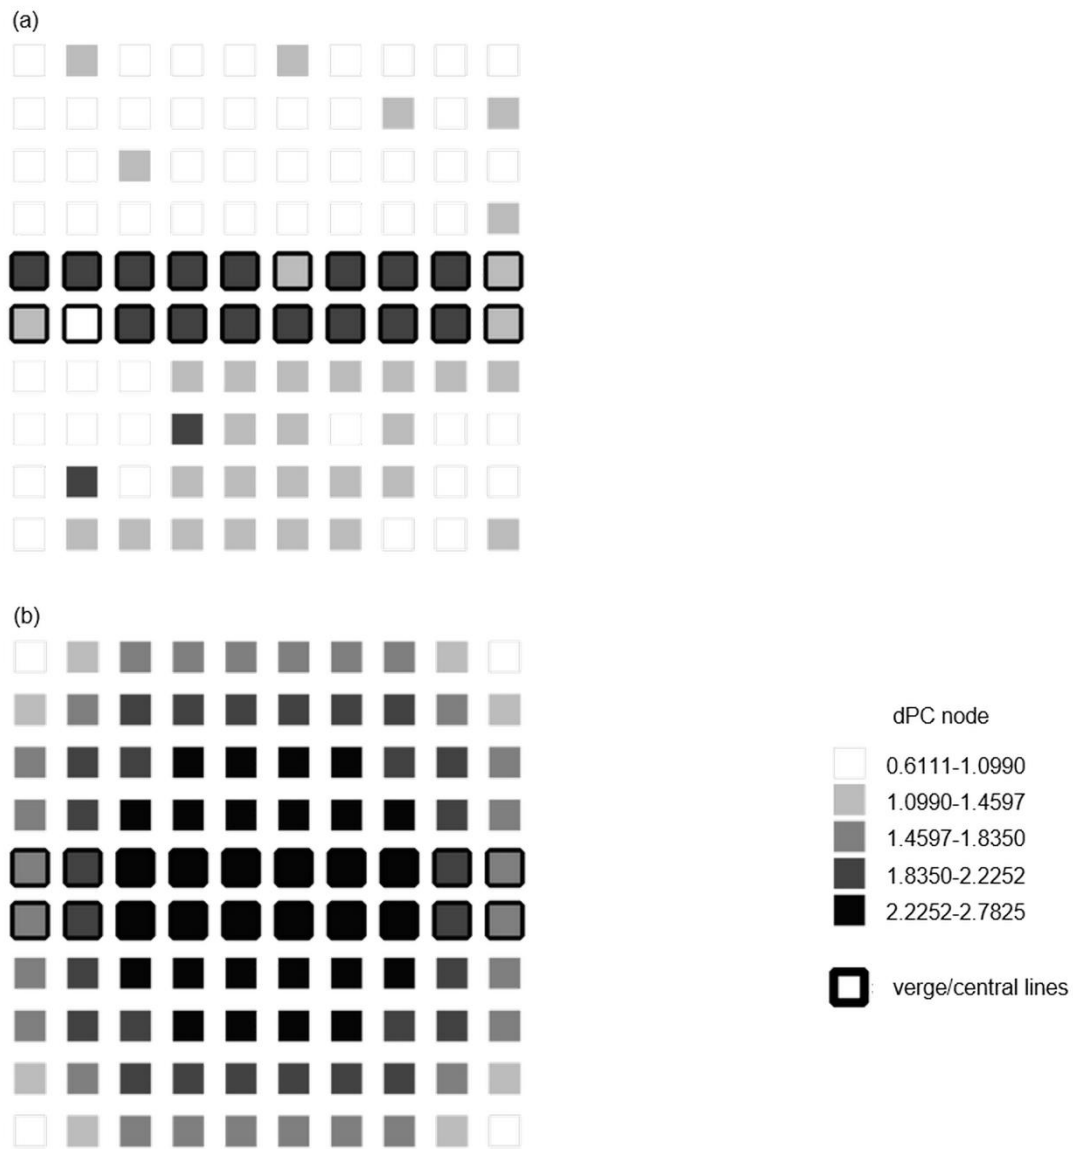 (a)
(b)
dPC node
0.6111-1.0990
1.0990-1.4597
1.4597-1.8350
1.8350-2.2252
2.2252-2.7825
verge/central lines